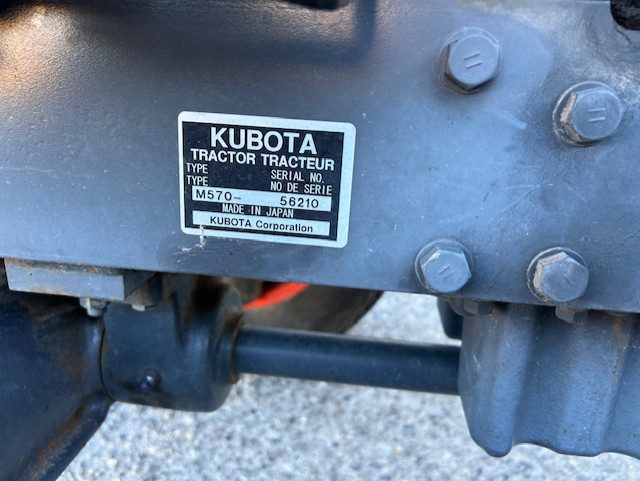 KUBOTA
TRACTOR TRACTEUR
TYPE SERIAL NO.
TYPE NO DE SERIE
M570- 56210
MADE IN JAPAN
KUBOTA Corporation